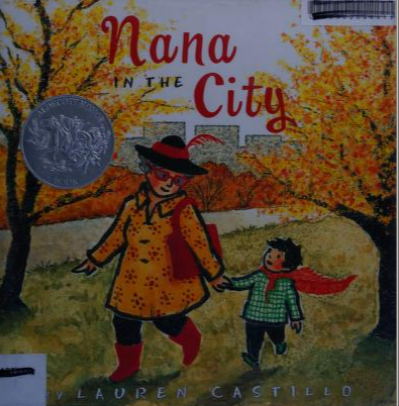 Nana
IN THE
City
LAUREN CASTILLO